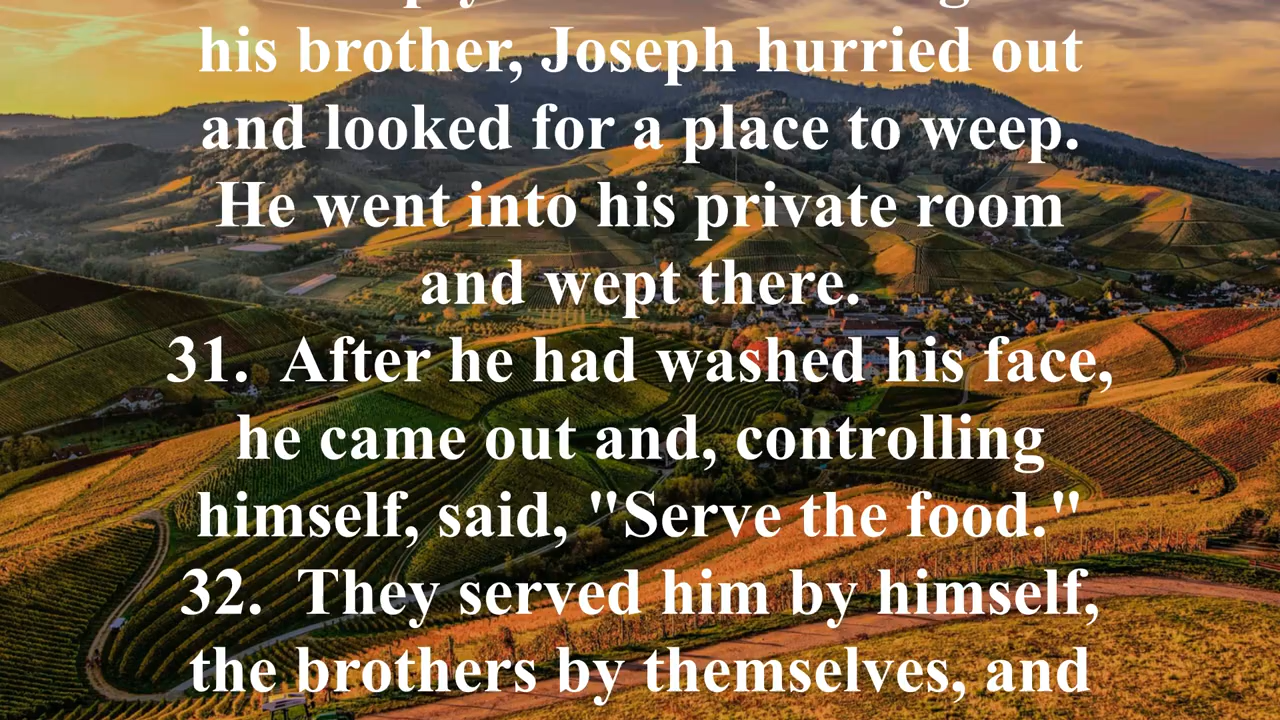 his brother, Joseph hurried out
and looked for a place to weep.
He went into his private room
and wept there.
31. After he had washed his face,
he came out and, controlling
himself, said, "Serve the food."
32. They served him by himself,
the brothers by themselves, and